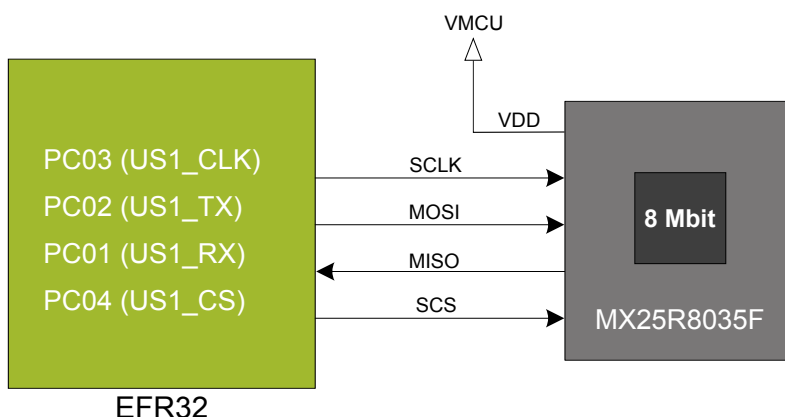 VMCU
VDD
PC03 (US1_CLK)
SCLK
PC02 (US1_TX)
MOSI
8 Mbit
PC01 (US1_RX)
MISO
PC04 (US1_CS)
SCS
MX25R8035F
EFR32